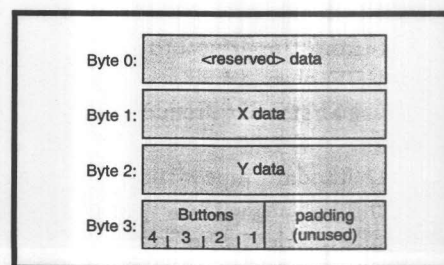 Byte 0: <reserved> data
Byte 1: X data
Byte 2: Y data
Byte 3: Buttons padding
4 3 2 1 (unused)